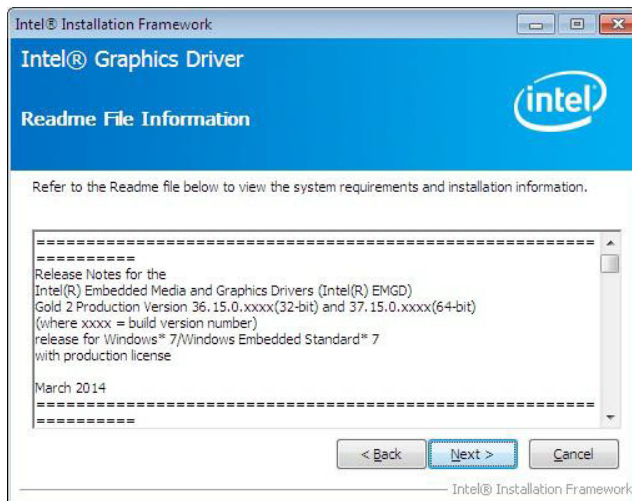 Intel® Installation Framework
Intel® Graphics Driver
Readme File Information
intel
Refer to the Readme file below to view the system requirements and installation information.
==========================================================
==========
Release Notes for the
Intel(R) Embedded Media and Graphics Drivers (Intel(R) EMGD)
Gold 2 Production Version 36.15.0.xxxx(32-bit) and 37.15.0.xxxx(64-bit)
(where xxxx = build version number)
release for Windows* 7/Windows Embedded Standard* 7
with production license
March 2014
==========================================================
==========
< Back
Next >
Cancel
Intel® Installation Framework